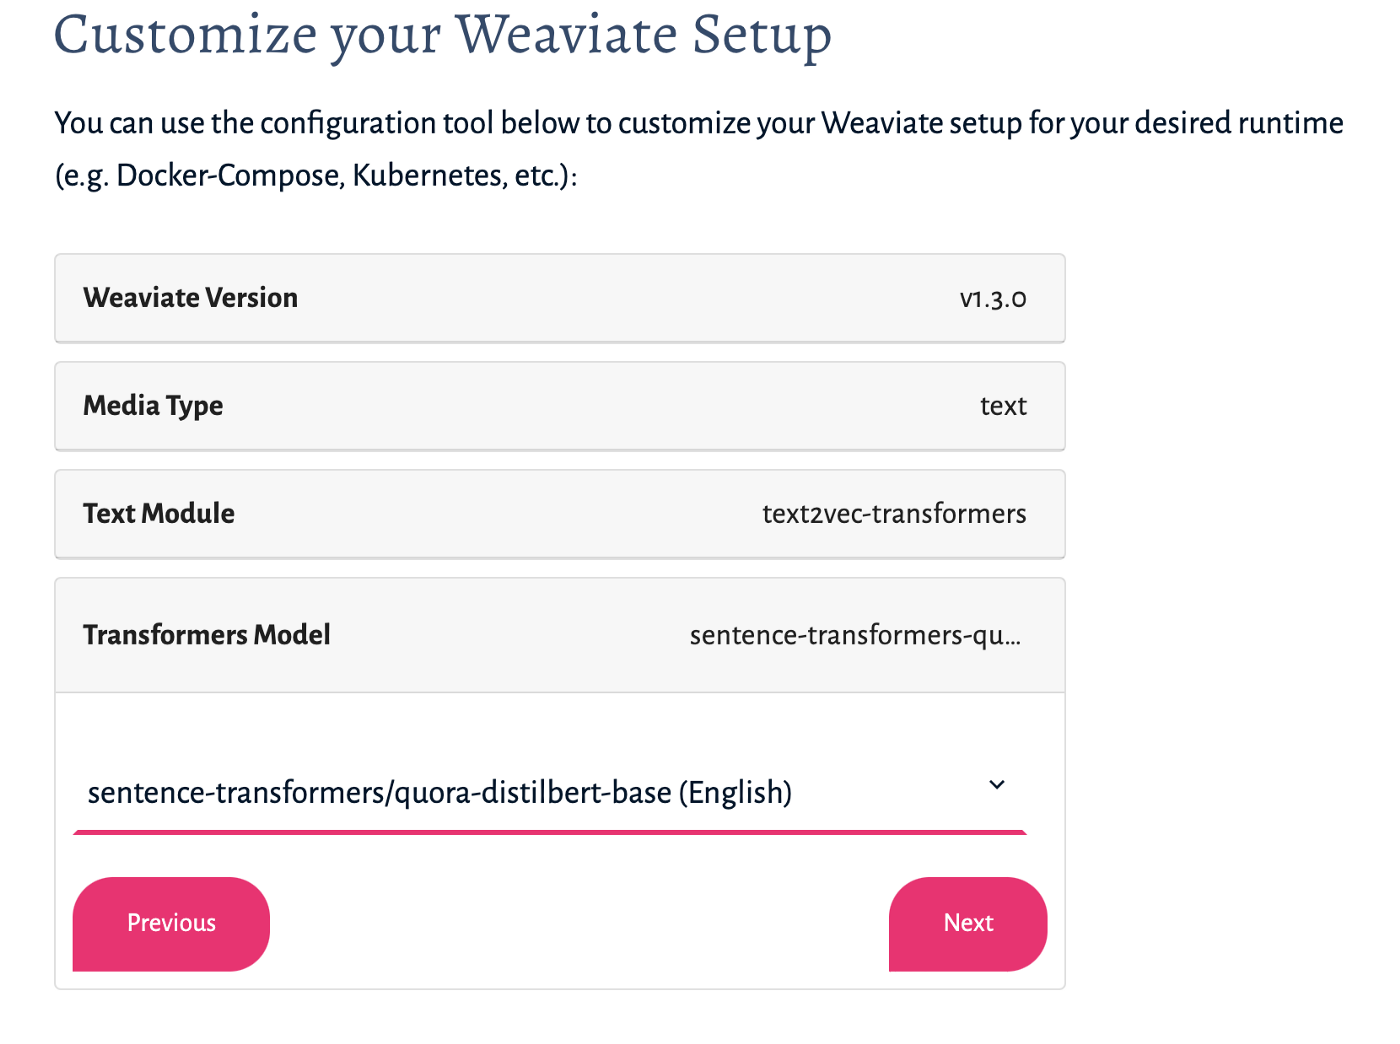 Customize your Weaviate Setup
You can use the configuration tool below to customize your Weaviate setup for your desired runtime
(e.g. Docker-Compose, Kubernetes, etc.):
Weaviate Version v1.3.0
Media Type text
Text Module text2vec-transformers
Transformers Model sentence-transformers-qu...
sentence-transformers/quora-distilbert-base (English)
Previous Next